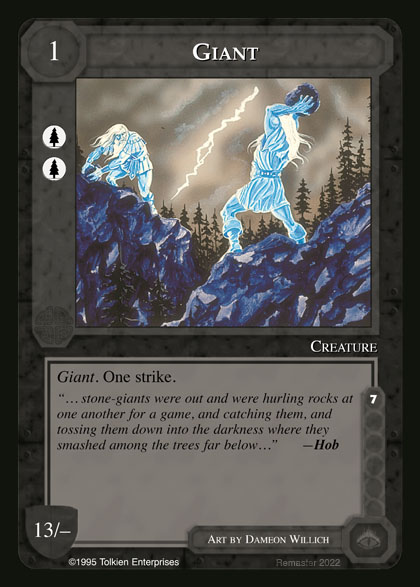 1
GIANT
CREATURE
Giant. One strike.
“… stone-giants were out and were hurling rocks at
one another for a game, and catching them, and
tossing them down into the darkness where they
smashed among the trees far below…” —Hob
7
13/–
ART BY DAMEON WILLICH
©1995 Tolkien Enterprises
Remaster 2022